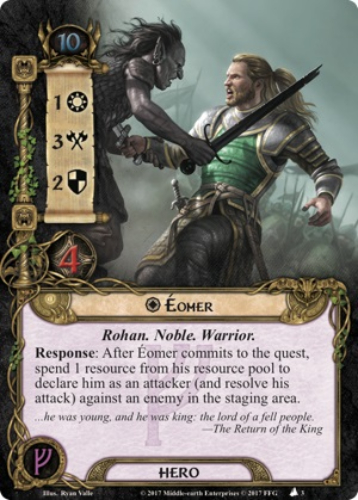 10
1
3
2
4
Éomer
Rohan. Noble. Warrior.
Response: After Éomer commits to the quest,
spend 1 resource from his resource pool to
declare him as an attacker (and resolve his
attack) against an enemy in the staging area.
...he was young, and he was king: the lord of a fell people.
—The Return of the King
HERO
Illus. Ryan Valle
© 2017 Middle-earth Enterprises © 2017 FFG
3